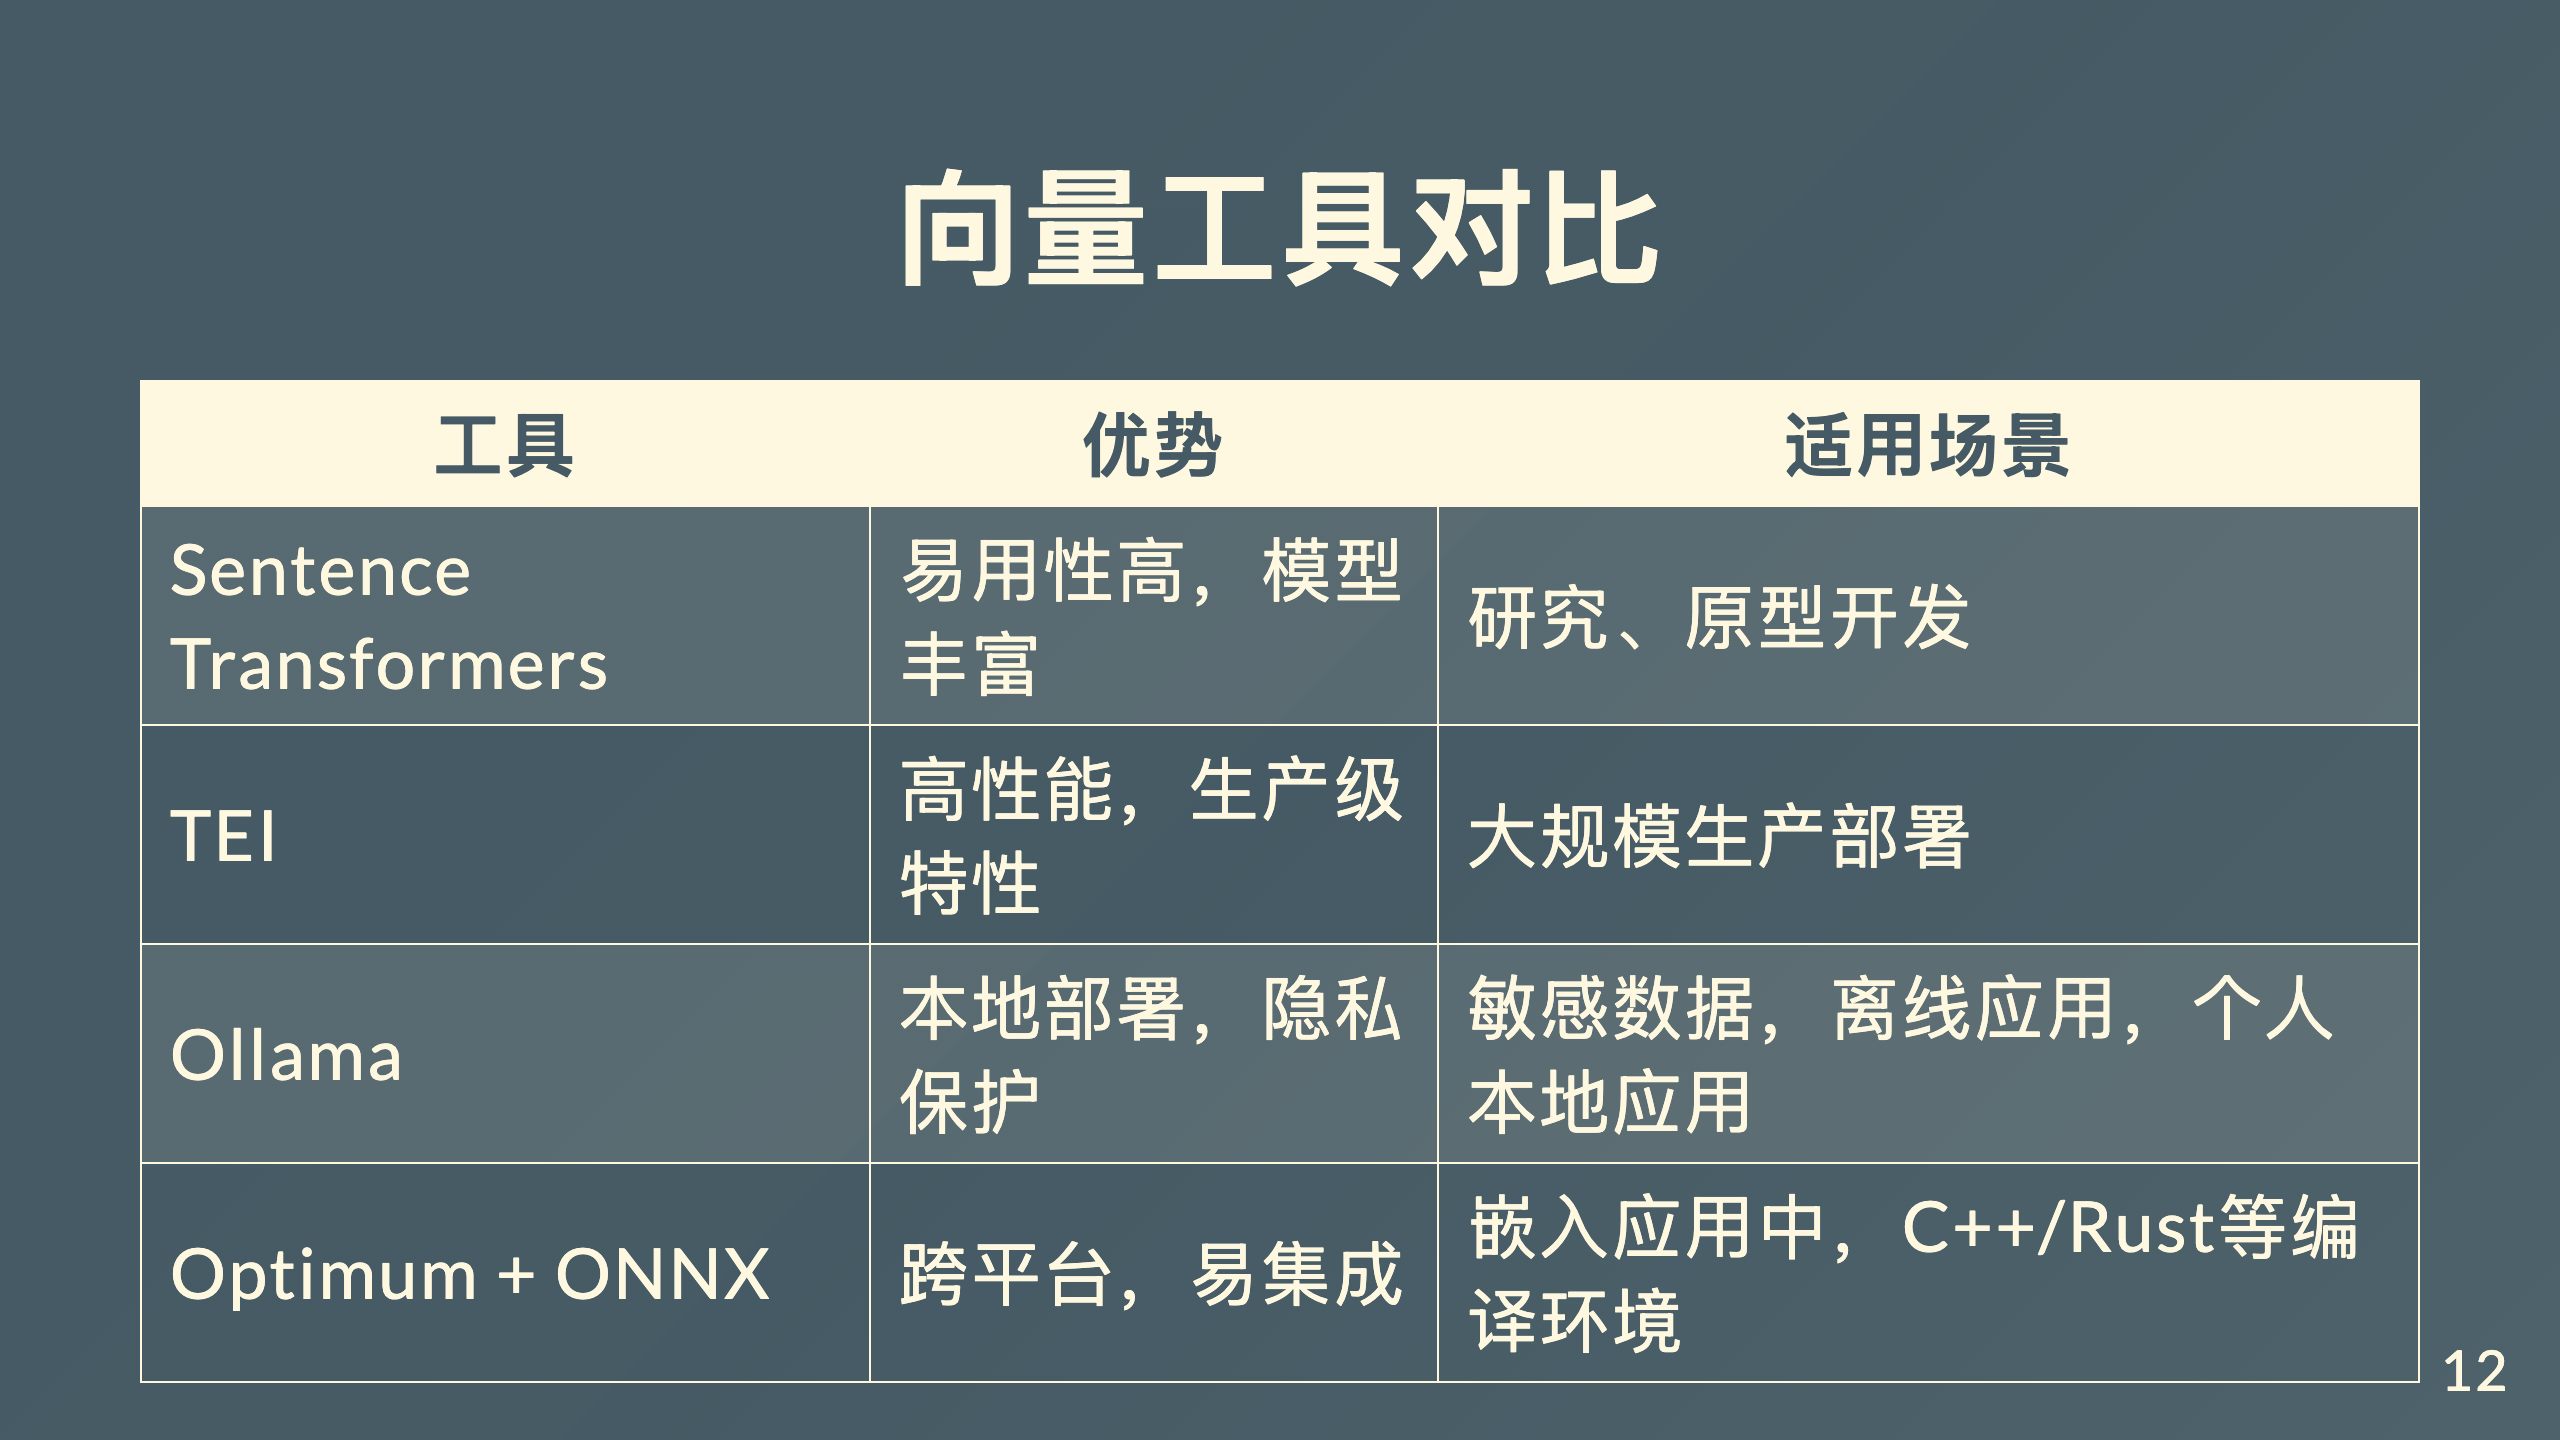 向量工具对比
工具 优势 适用场景
Sentence
Transformers
易用性高，模型
丰富
研究、原型开发
TEI
高性能，生产级
特性
大规模生产部署
Ollama
本地部署，隐私
保护
敏感数据，离线应用，个人
本地应用
Optimum + ONNX
跨平台，易集成
嵌入应用中，C++/Rust等编
译环境
12